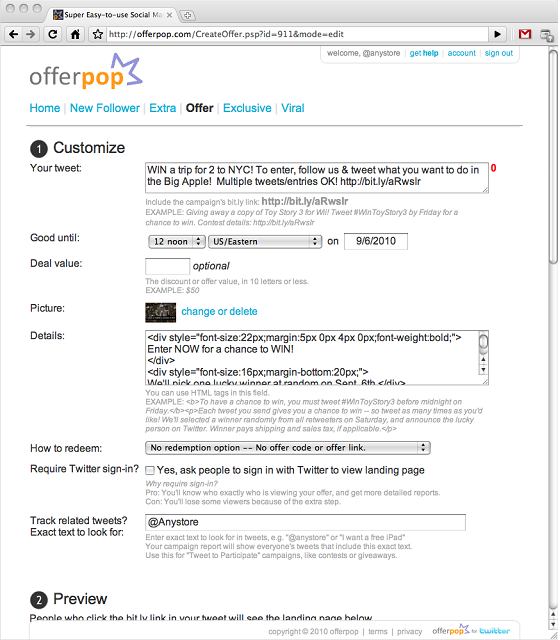 Super Easy-to-use Social Ma
http://offerpop.com/CreateOffer.psp?id=911&mode=edit
welcome, @anystore | get help | account | sign out
offerpop
Home | New Follower | Extra | Offer | Exclusive | Viral
1 Customize
Your tweet:
WIN a trip for 2 to NYC! To enter, follow us & tweet what you want to do in
the Big Apple! Multiple tweets/entries OK! http://bit.ly/aRwslr
0
Include the campaign's bit.ly link: http://bit.ly/aRwslr
EXAMPLE: Giving away a copy of Toy Story 3 for Wii! Tweet #WinToyStory3 by Friday for a
chance to win. Contest details: http://bit.ly/aRwslr
Good until: 12 noon US/Eastern on 9/6/2010
Deal value: optional
The discount or offer value, in 10 letters or less.
EXAMPLE: $50
Picture: change or delete
Details:
<div style="font-size:22px;margin:5px 0px 4px 0px;font-weight:bold;">
Enter NOW for a chance to WIN!
</div>
<div style="font-size:16px;margin-bottom:20px;">
We'll pick one lucky winner at random on Sept. 6th.</div>
You can use HTML tags in this field.
EXAMPLE: <b>To have a chance to win, you must tweet #WinToyStory3 before midnight on
Friday.</b><p>Each tweet you send gives you a chance to win -- so tweet as many times as you'd
like! We'll select a winner randomly from all retweeters on Saturday, and announce the lucky
person on Twitter. Winner pays shipping and sales tax, if applicable.</p>
How to redeem: No redemption option -- No offer code or offer link.
Require Twitter sign-in? Yes, ask people to sign in with Twitter to view landing page
Why require sign-in?
Pro: You'll know who exactly who is viewing your offer, and get more detailed reports.
Con: You'll lose some viewers because of the extra step.
Track related tweets?
Exact text to look for:
@Anystore
Enter exact text to look for in tweets, e.g. "@anystore" or "I want a free iPad"
Your campaign report will show everyone's tweets that include this exact text.
Use this for "Tweet to Participate" campaigns, like contests or giveaways.
2 Preview
People who click the bit.ly link in your tweet will see the landing page below
copyright © 2010 offerpop | terms | privacy offerpop for twitter